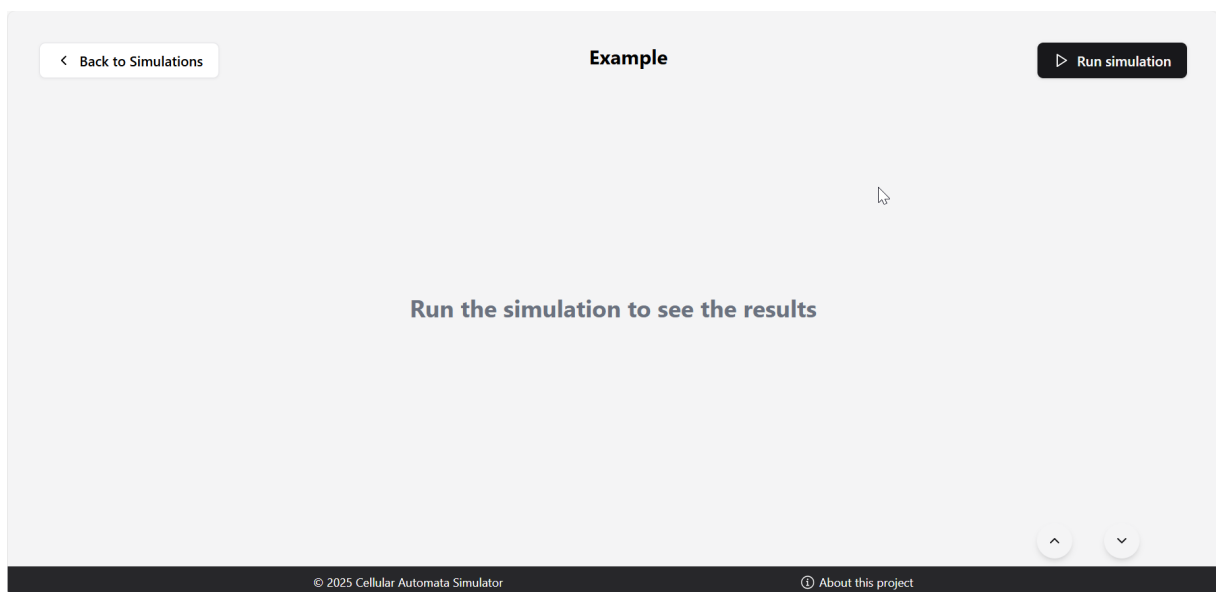 Back to Simulations
Example
Run simulation
Run the simulation to see the results
© 2025 Cellular Automata Simulator
About this project